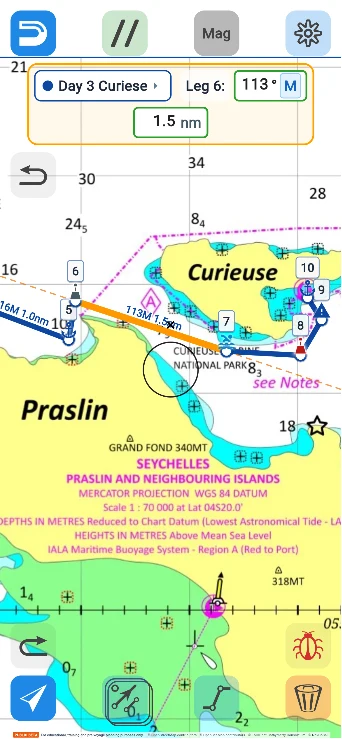 Mag
21
Day 3 Curiese
Leg 6:
113° M
1.5 nm
34
30
28
24₅
8₄
16
6
10
Curieuse
9
A
5
16M 1.0nm
113M 1.5nm
7
8
10
CURIEUSE MARINE
NATIONAL PARK
8₃
see Notes
Praslin
18
GRAND FOND 340MT
SEYCHELLES
PRASLIN AND NEIGHBOURING ISLANDS
MERCATOR PROJECTION WGS 84 DATUM
Scale 1 : 70 000 at Lat 04S20.0'
DEPTHS IN METRES Reduced to Chart Datum (Lowest Astronomical Tide - LA
HEIGHTS IN METRES Above Mean Sea Level
IALA Maritime Buoyage System - Region A (Red to Port)
318MT
1₄
05
0₇
0₁
2₂